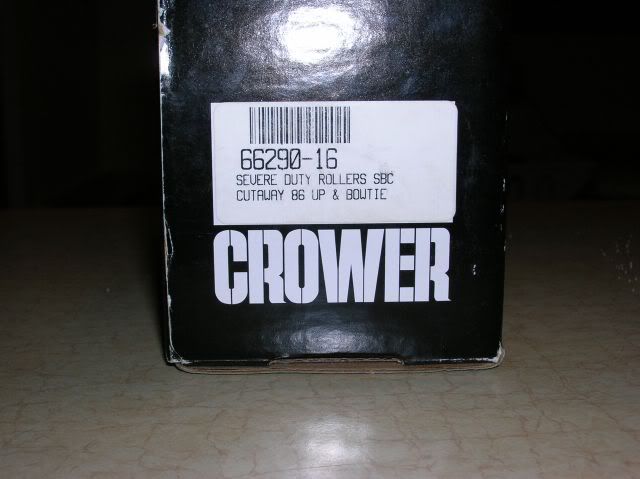 66290-16
SEVERE DUTY ROLLERS SBC
CUTAWAY 86 UP & BOWTIE
CROWER